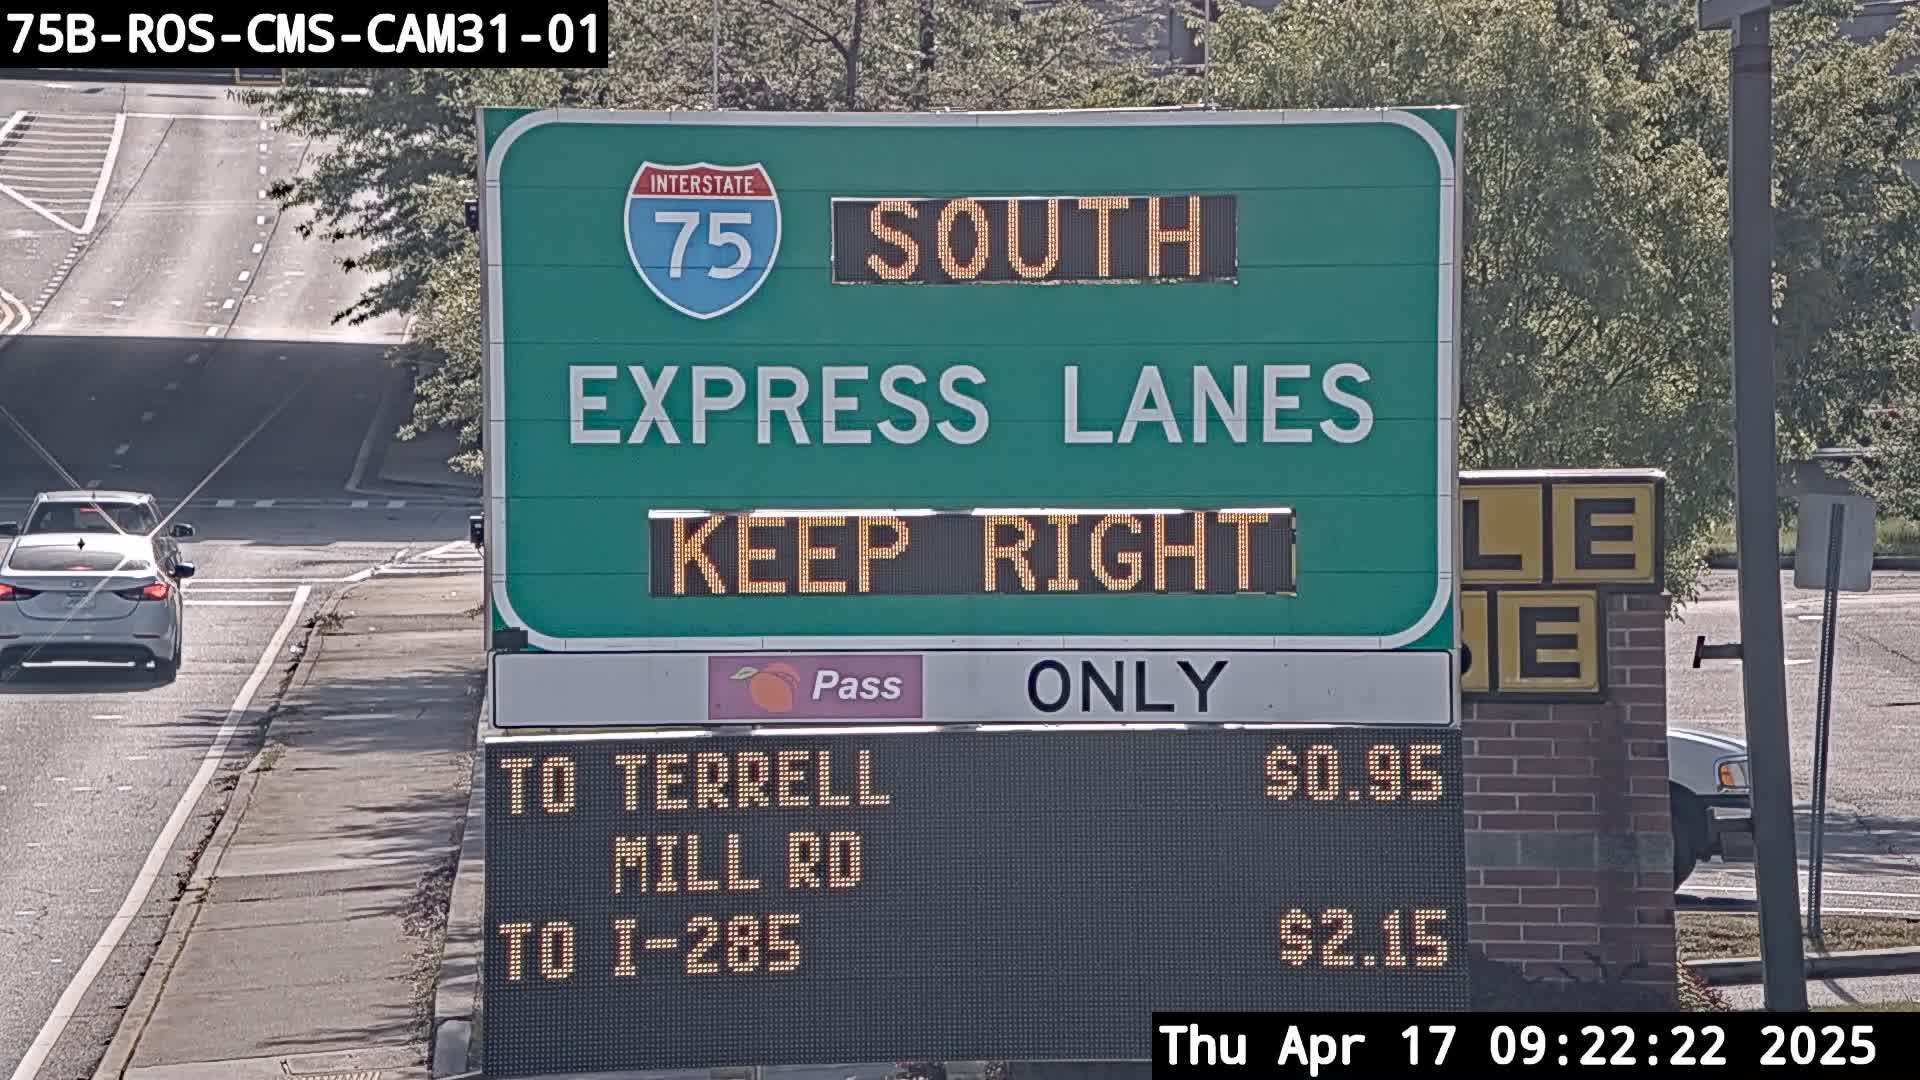 75B-ROS-CMS-CAM31-01
INTERSTATE
75
SOUTH
EXPRESS LANES
KEEP RIGHT
Pass ONLY
TO TERRELL $0.95
MILL RD
TO I-285 $2.15
LE
E
Thu Apr 17 09:22:22 2025